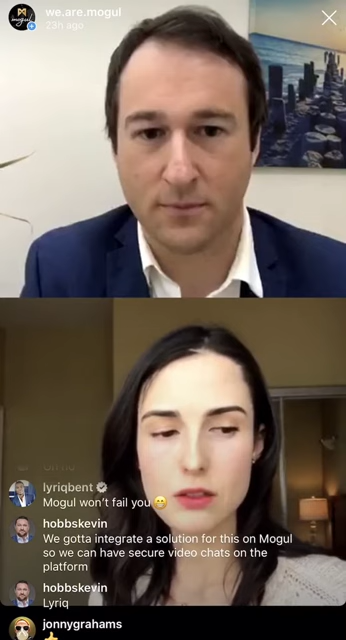 we.are.mogul
23h ago
mogul
lyriqbent
Mogul won't fail you 😬
hobbskevin
We gotta integrate a solution for this on Mogul
so we can have secure video chats on the
platform
hobbskevin
Lyriq
jonnygrahams
👍